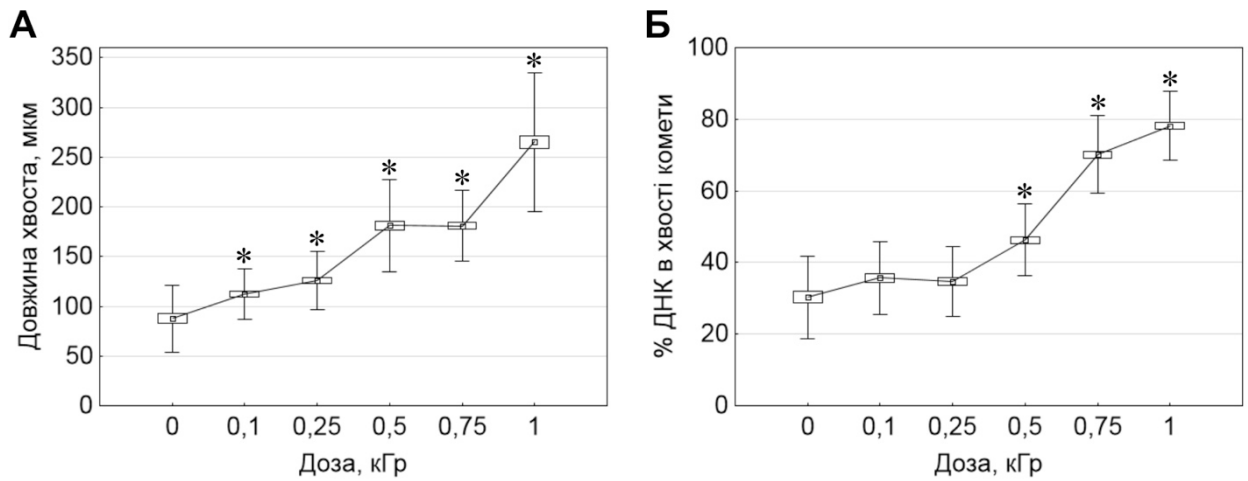 А
Довжина хвоста, мкм
350
300
250
200
150
100
50
0
* * * * *
0 0,1 0,25 0,5 0,75 1
Доза, кГр
Б
% ДНК в хвості комети
100
80
60
40
20
0
* * *
0 0,1 0,25 0,5 0,75 1
Доза, кГр